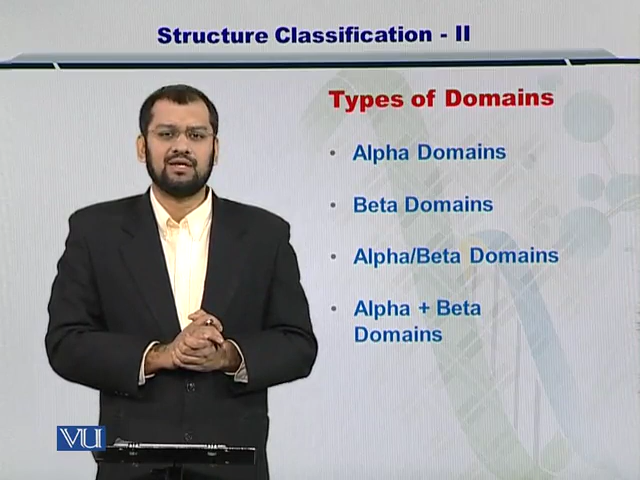 Structure Classification - II
Types of Domains
• Alpha Domains
• Beta Domains
• Alpha/Beta Domains
• Alpha + Beta
Domains
VU